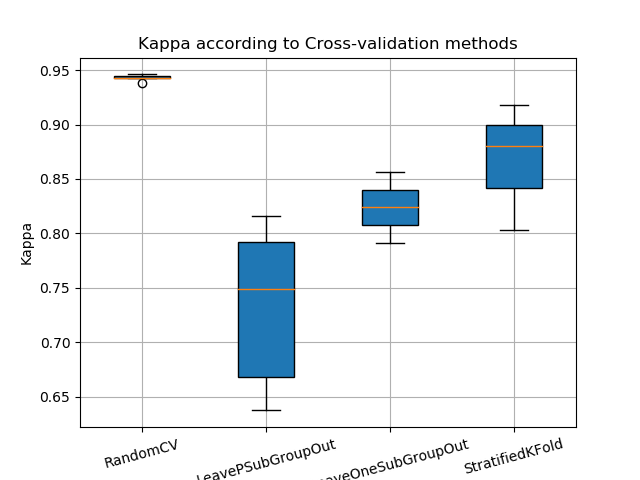 Kappa according to Cross-validation methods
Kappa
0.95
0.90
0.85
0.80
0.75
0.70
0.65
RandomCV
LeavePSubGroupOut
aveOneSubGroupOut
StratifiedKFold